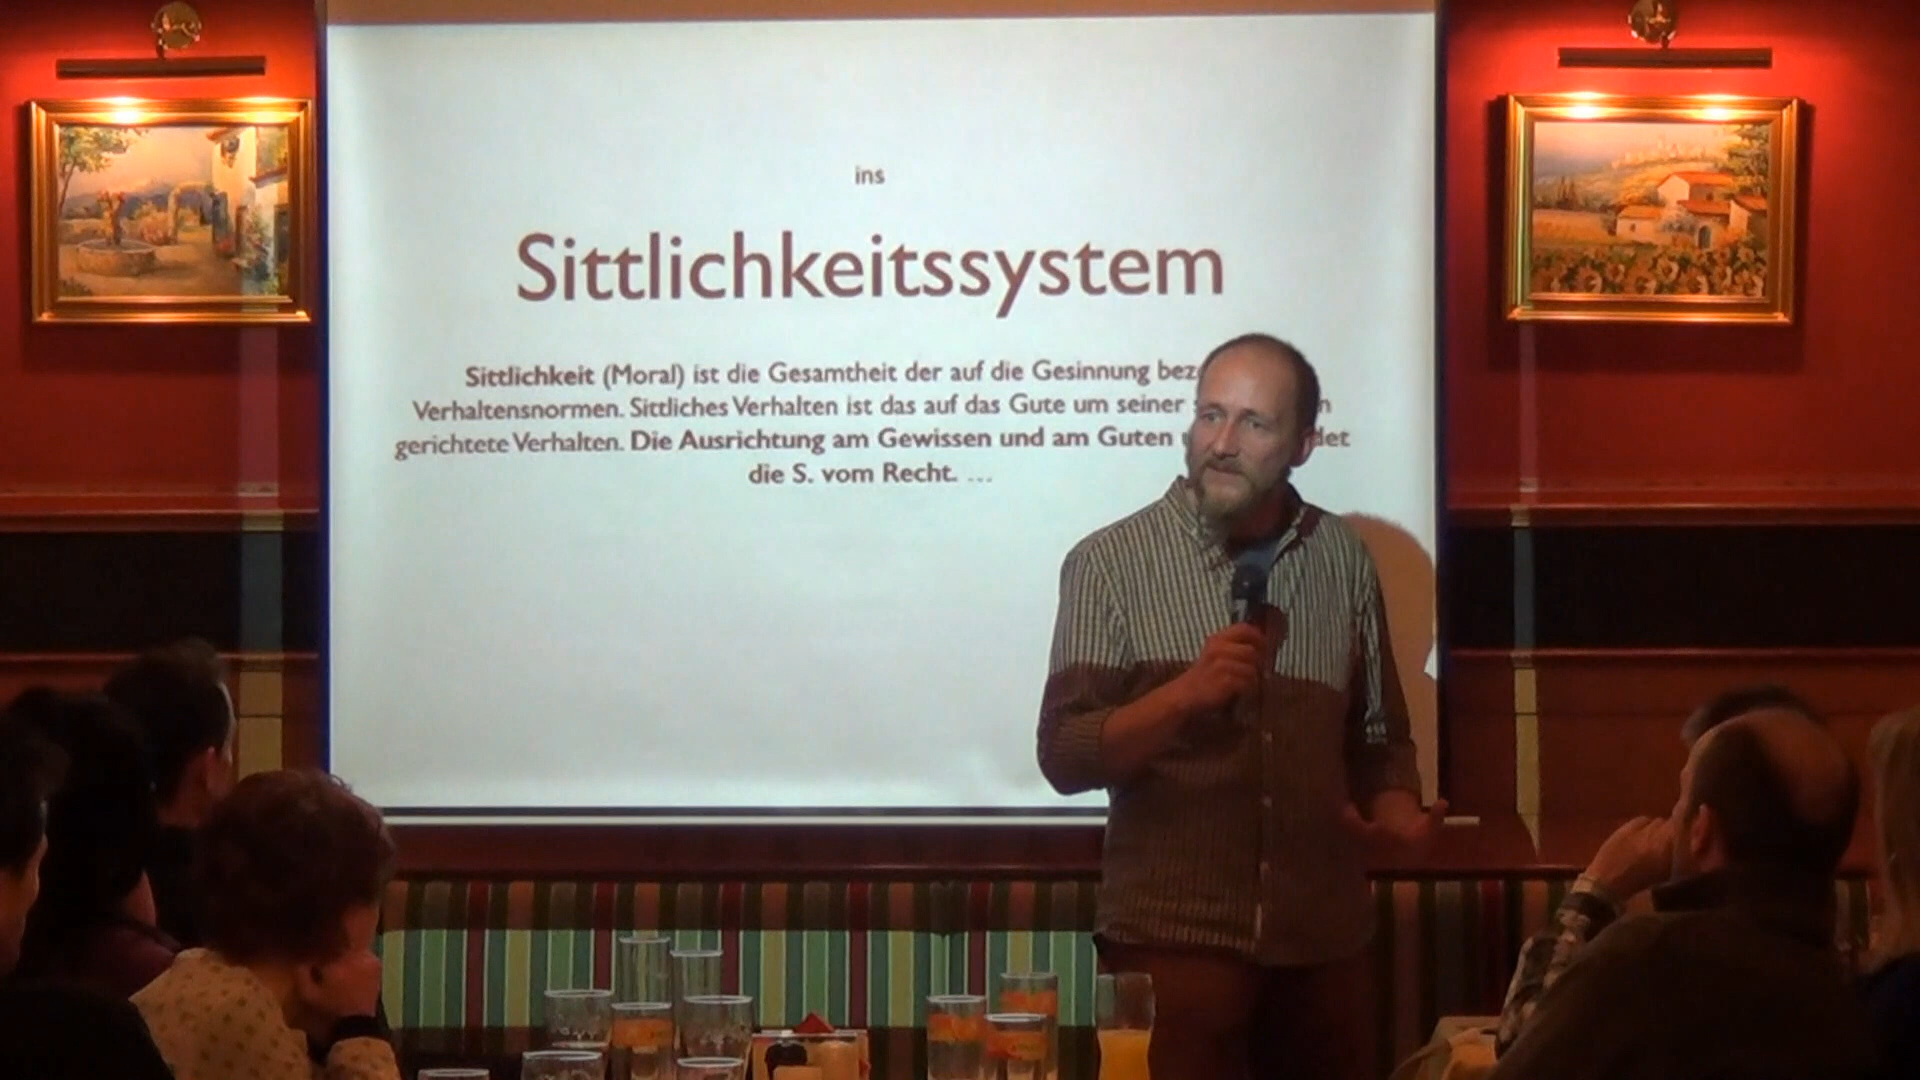 ins
Sittlichkeitssystem
Sittlichkeit (Moral) ist die Gesamtheit der auf die Gesinnung
Verhaltensnormen. Sittliches Verhalten ist das auf das Gute um seiner
gerichtete Verhalten. Die Ausrichtung am Gewissen und am Guten
die S. vom Recht. ...